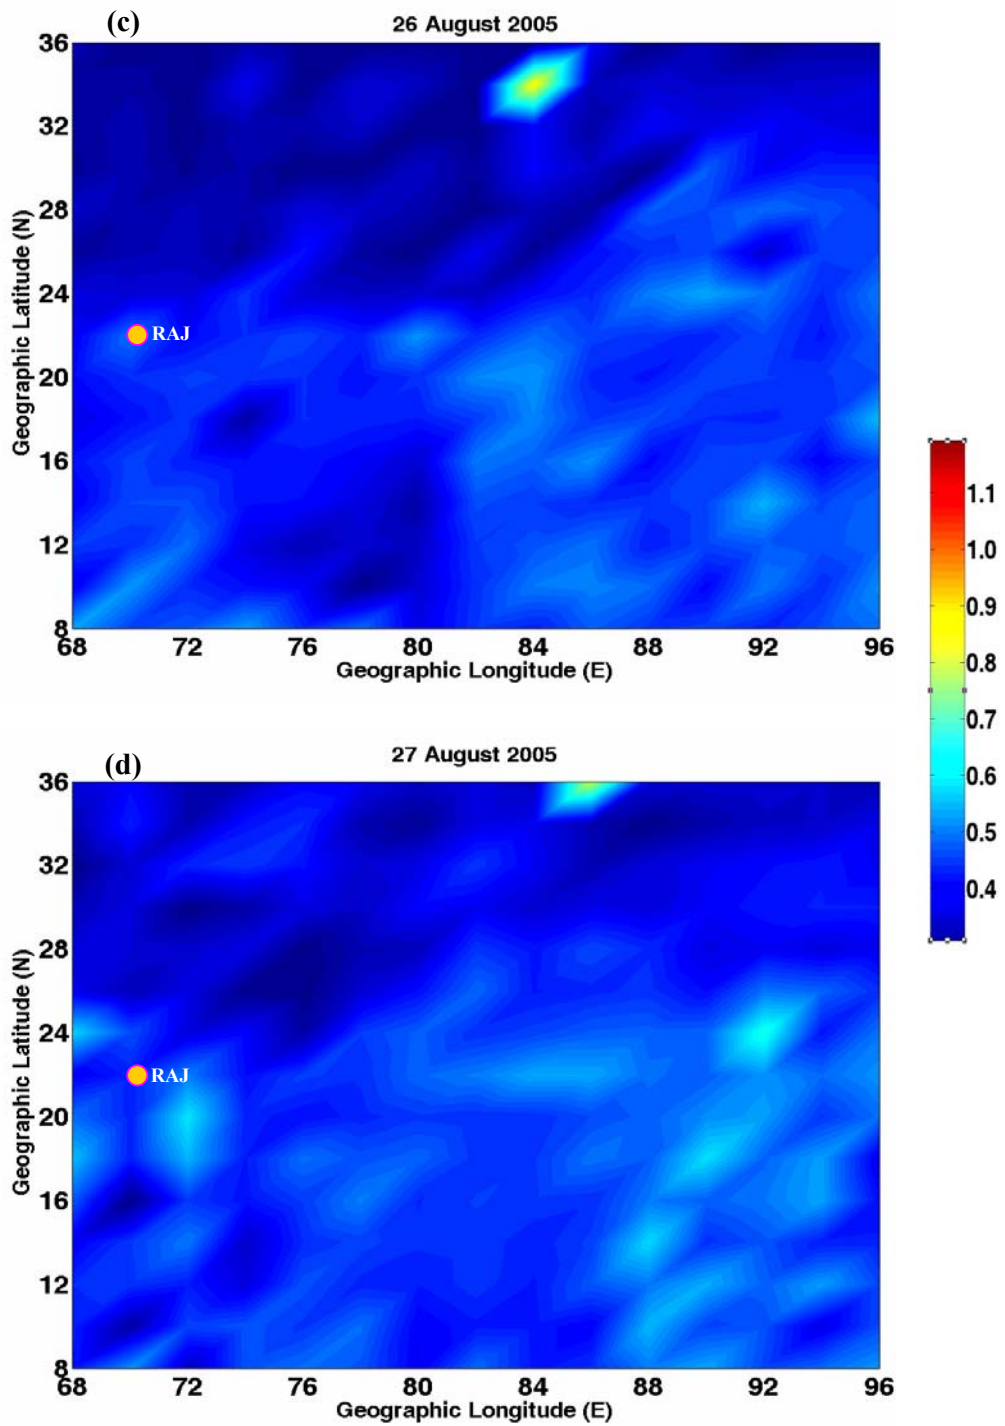 (c)
26 August 2005
36
32
28
24
20
16
12
8
Geographic Latitude (N)
RAJ
68 72 76 80 84 88 92 96
Geographic Longitude (E)
1.1
1.0
0.9
0.8
0.7
0.6
0.5
0.4
(d)
27 August 2005
36
32
28
24
20
16
12
8
Geographic Latitude (N)
RAJ
68 72 76 80 84 88 92 96
Geographic Longitude (E)